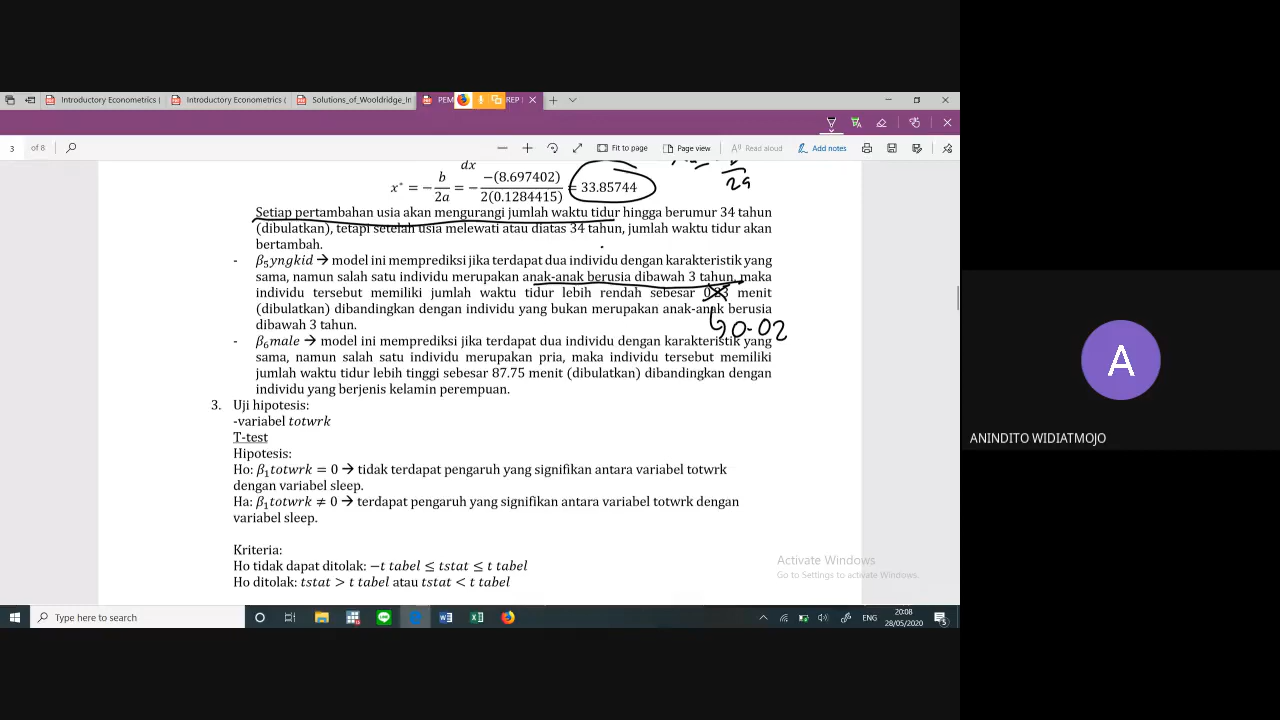 Introductory Econometrics (
Introductory Econometrics (
Solutions_of_Wooldridge_In
PEM
REP
3 of 8
Fit to page
Page view
Read aloud
Add notes
dx
x* = − b/2a = − −(8.697402)/2(0.1284415) = 33.85744
2a
Setiap pertambahan usia akan mengurangi jumlah waktu tidur hingga berumur 34 tahun
(dibulatkan), tetapi setelah usia melewati atau diatas 34 tahun, jumlah waktu tidur akan
bertambah.
- β₅yngkid → model ini memprediksi jika terdapat dua individu dengan karakteristik yang
sama, namun salah satu individu merupakan anak-anak berusia dibawah 3 tahun, maka
individu tersebut memiliki jumlah waktu tidur lebih rendah sebesar menit
(dibulatkan) dibandingkan dengan individu yang bukan merupakan anak-anak berusia
dibawah 3 tahun.
0.02
- β₆male → model ini memprediksi jika terdapat dua individu dengan karakteristik yang
sama, namun salah satu individu merupakan pria, maka individu tersebut memiliki
jumlah waktu tidur lebih tinggi sebesar 87.75 menit (dibulatkan) dibandingkan dengan
individu yang berjenis kelamin perempuan.
3. Uji hipotesis:
-variabel totwrk
T-test
Hipotesis:
Ho: β₁totwrk = 0 → tidak terdapat pengaruh yang signifikan antara variabel totwrk
dengan variabel sleep.
Ha: β₁totwrk ≠ 0 → terdapat pengaruh yang signifikan antara variabel totwrk dengan
variabel sleep.
Kriteria:
Ho tidak dapat ditolak: −t tabel ≤ tstat ≤ t tabel
Ho ditolak: tstat > t tabel atau tstat < t tabel
Activate Windows
Go to Settings to activate Windows.
Type here to search
ENG
20:08
28/05/2020
5
A
ANINDITO WIDIATMOJO